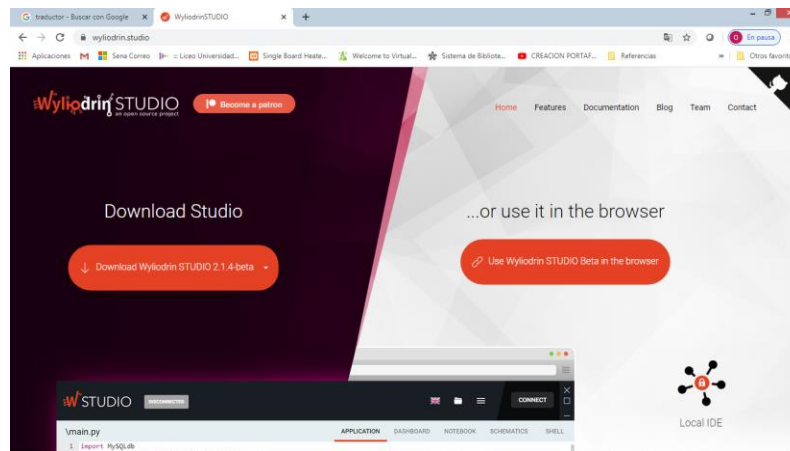 traductor - Buscar con Google
WyliodrinSTUDIO
wyliodrin.studio
En pausa
Aplicaciones
Sena Correo
:: Liceo Universidad...
Single Board Heate...
Welcome to Virtual...
Sistema de Bibliote...
CREACION PORTAF...
Referencias
Otros favorit
Wyliodrin STUDIO
an open source project
Become a patron
Home Features Documentation Blog Team Contact
Download Studio
...or use it in the browser
Download Wyliodrin STUDIO 2.1.4-beta
Use Wyliodrin STUDIO Beta in the browser
W STUDIO
DISCONNECTED
CONNECT
\main.py
APPLICATION DASHBOARD NOTEBOOK SCHEMATICS SHELL
1 import MySQLdb
Local IDE